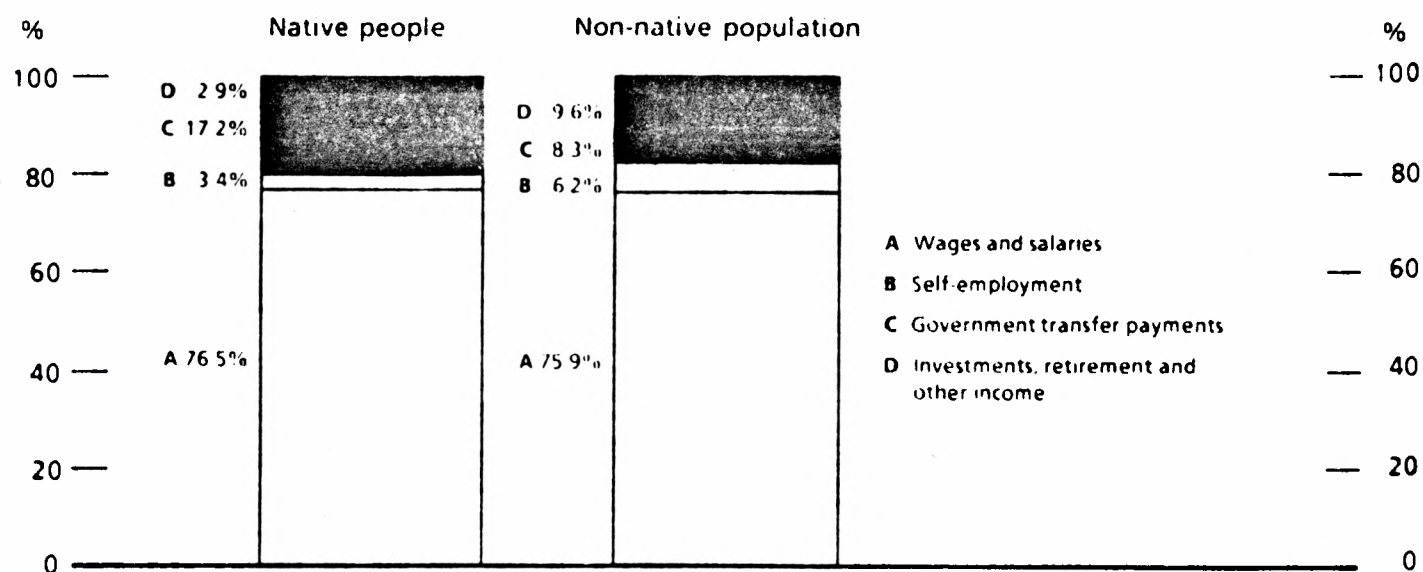 % Native people Non-native population %
100 100
D 2.9%
D 9.6%
C 17.2%
C 8.3%
80 B 3.4% B 6.2% 80
A Wages and salaries
60 60
B Self-employment
C Government transfer payments
A 76.5% A 75.9%
40 D Investments, retirement and 40
other income
20 20
0 0